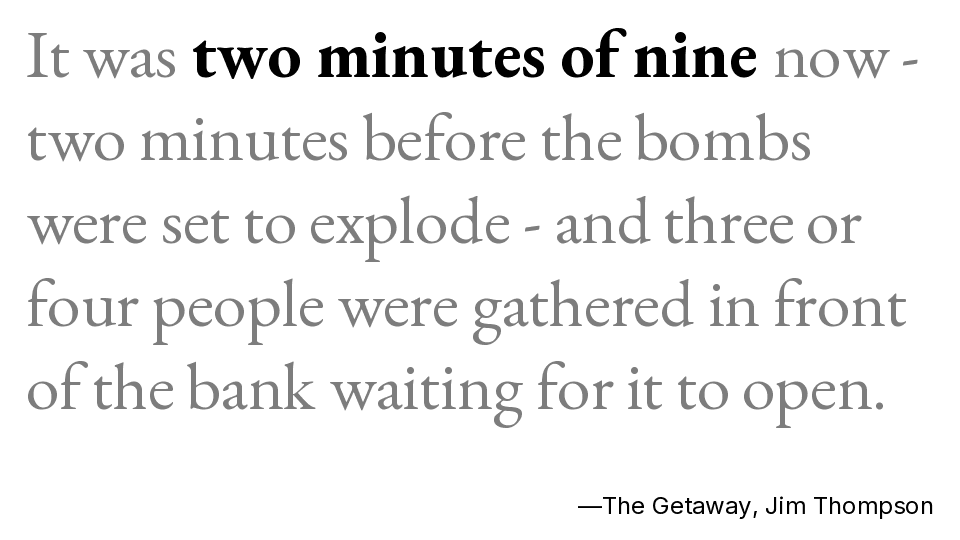 It was two minutes of nine now -
two minutes before the bombs
were set to explode - and three or
four people were gathered in front
of the bank waiting for it to open.
—The Getaway, Jim Thompson